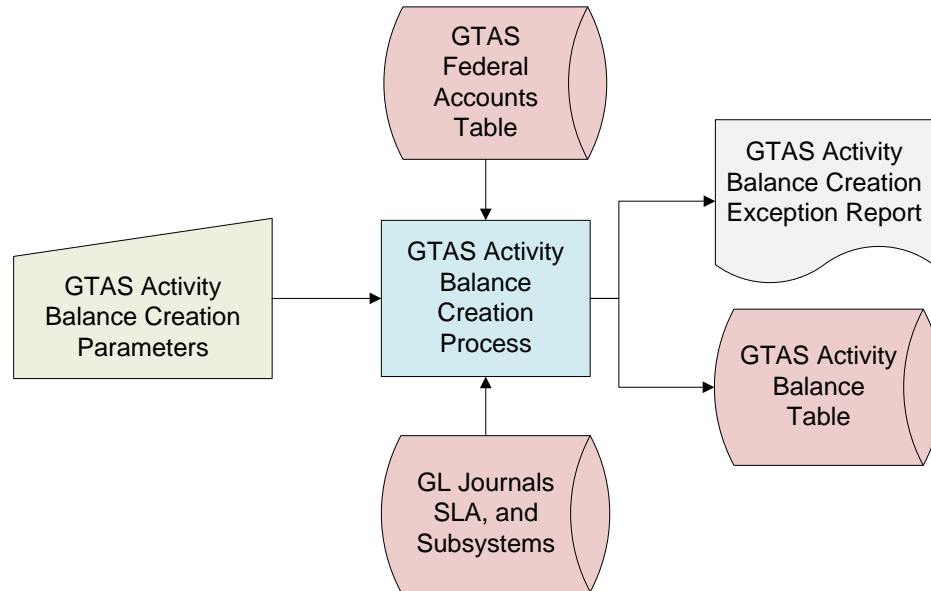 GTAS
Federal
Accounts
Table
GTAS Activity
Balance Creation
Exception Report
GTAS Activity
Balance Creation
Parameters
GTAS Activity
Balance
Creation
Process
GTAS Activity
Balance
Table
GL Journals
SLA, and
Subsystems